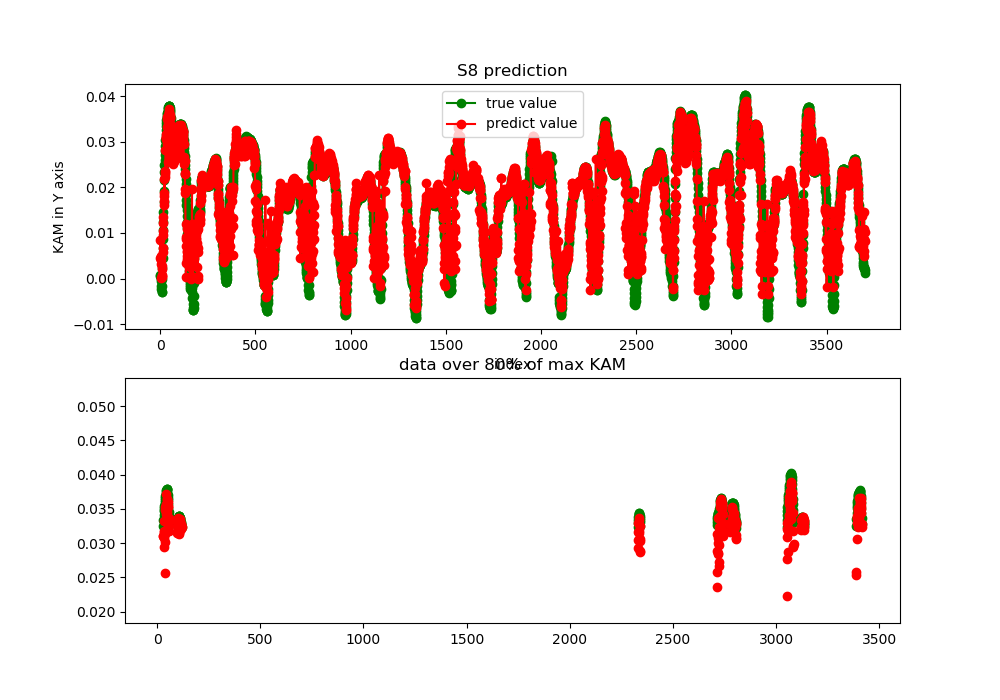 S8 prediction
true value
predict value
KAM in Y axis
0.04
0.03
0.02
0.01
0.00
−0.01
0 500 1000 1500 2000 2500 3000 3500
index
data over 80% of max KAM
0.050
0.045
0.040
0.035
0.030
0.025
0.020
0 500 1000 1500 2000 2500 3000 3500